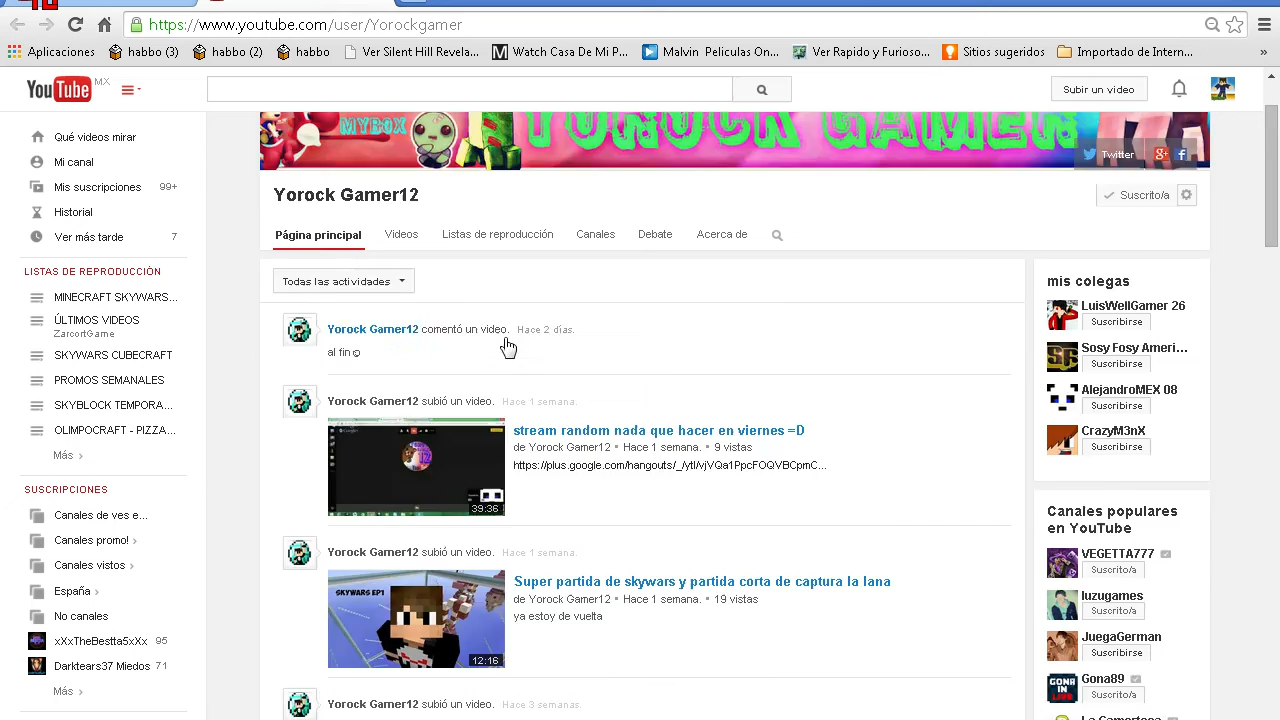 https://www.youtube.com/user/Yorockgamer
Aplicaciones habbo (3) habbo (2) habbo Ver Silent Hill Revela... Watch Casa De Mi P... Malvin Peliculas On... Ver Rapido y Furioso... Sitios sugeridos Importado de Intern... »
YouTube MX
Subir un video
MYBOX YOROCK GAMER
Twitter
Qué videos mirar
Mi canal
Mis suscripciones 99+
Historial
Ver más tarde 7
LISTAS DE REPRODUCCIÓN
MINECRAFT SKYWARS...
ÚLTIMOS VIDEOS
ZarcortGame
SKYWARS CUBECRAFT
PROMOS SEMANALES
SKYBLOCK TEMPORA...
OLIMPOCRAFT - PIZZA...
Más ›
SUSCRIPCIONES
Canales de ves e...
Canales promo! ›
Canales vistos ›
España ›
No canales
xXxTheBestta5xXx 95
Darktears37 Miedos 71
Más ›
Yorock Gamer12
Suscrito/a
Página principal Videos Listas de reproducción Canales Debate Acerca de
Todas las actividades
Yorock Gamer12 comentó un video. Hace 2 días.
al fin☺
Yorock Gamer12 subió un video. Hace 1 semana.
39:36
stream random nada que hacer en viernes =D
de Yorock Gamer12 • Hace 1 semana. • 9 vistas
Yorock Gamer12 subió un video. Hace 1 semana.
SKYWARS EP1
12:16
Super partida de skywars y partida corta de captura la lana
de Yorock Gamer12 • Hace 1 semana. • 19 vistas
ya estoy de vuelta
Yorock Gamer12 subió un video. Hace 3 semanas.
mis colegas
LuisWellGamer 26
Suscribirse
Sosy Fosy Ameri...
Suscribirse
AlejandroMEX 08
Suscribirse
Crazyln3nX
Suscribirse
Canales populares
en YouTube
VEGETTA777
Suscrito/a
luzugames
Suscrito/a
JuegaGerman
Suscribirse
Gona89
Suscrito/a